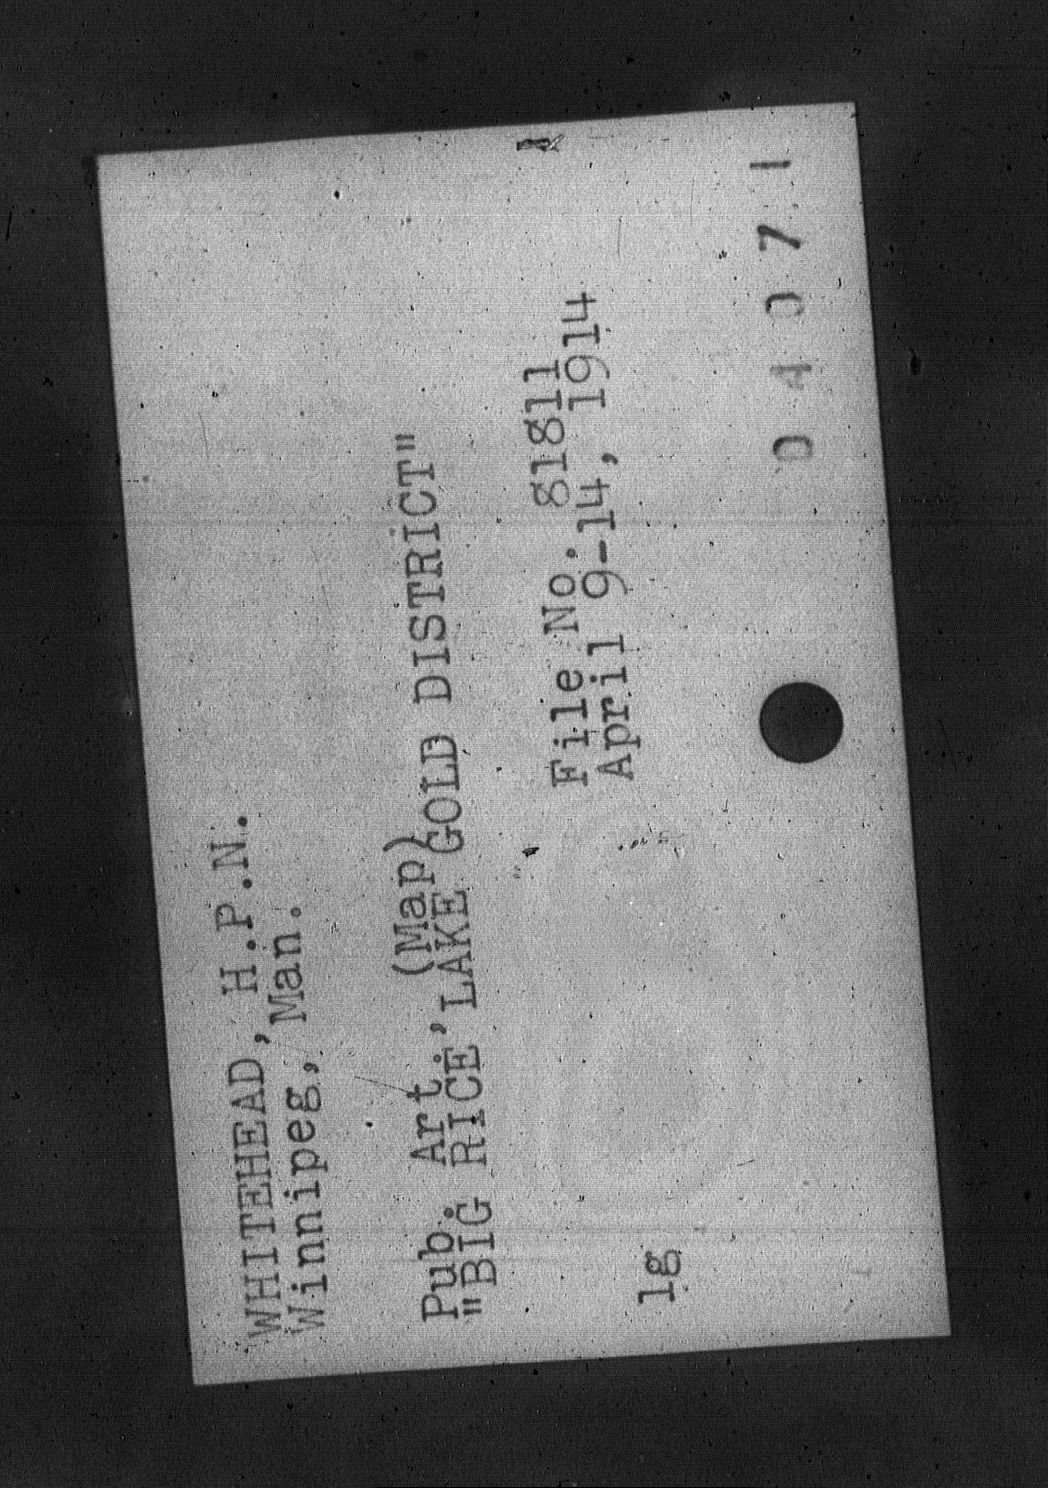 WHITEHEAD, H.P.N.
Winnipeg, Man.
Pub. Art. (Map)
"BIG RICE'LAKE GOLD DISTRICT"
File No. 81811
April 9-14, 1914
lg
04071